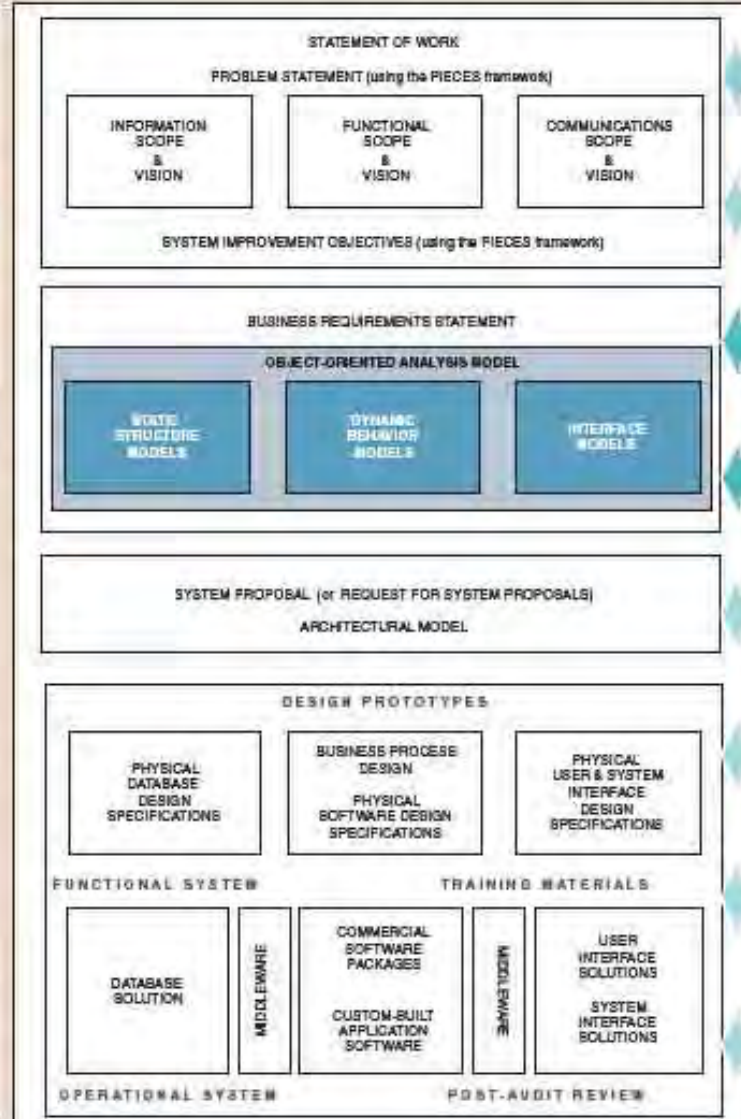 STATEMENT OF WORK
PROBLEM STATEMENT (using the PIECES framework)
INFORMATION
SCOPE
&
VISION
FUNCTIONAL
SCOPE
&
VISION
COMMUNICATIONS
SCOPE
&
VISION
SYSTEM IMPROVEMENT OBJECTIVES (using the PIECES framework)
BUSINESS REQUIREMENTS STATEMENT
OBJECT-ORIENTED ANALYSIS MODEL
STATIC
STRUCTURE
MODELS
DYNAMIC
BEHAVIOR
MODELS
INTERFACE
MODELS
SYSTEM PROPOSAL (or REQUEST FOR SYSTEM PROPOSALS)
ARCHITECTURAL MODEL
DESIGN PROTOTYPES
PHYSICAL
DATABASE
DESIGN
SPECIFICATIONS
BUSINESS PROCESS
DESIGN
PHYSICAL
SOFTWARE DESIGN
SPECIFICATIONS
PHYSICAL
USER & SYSTEM
INTERFACE
DESIGN
SPECIFICATIONS
FUNCTIONAL SYSTEM
TRAINING MATERIALS
DATABASE
SOLUTION
MIDDLEWARE
COMMERCIAL
SOFTWARE
PACKAGES
CUSTOM-BUILT
APPLICATION
SOFTWARE
MIDDLEWARE
USER
INTERFACE
SOLUTIONS
SYSTEM
INTERFACE
SOLUTIONS
OPERATIONAL SYSTEM
POST-AUDIT REVIEW